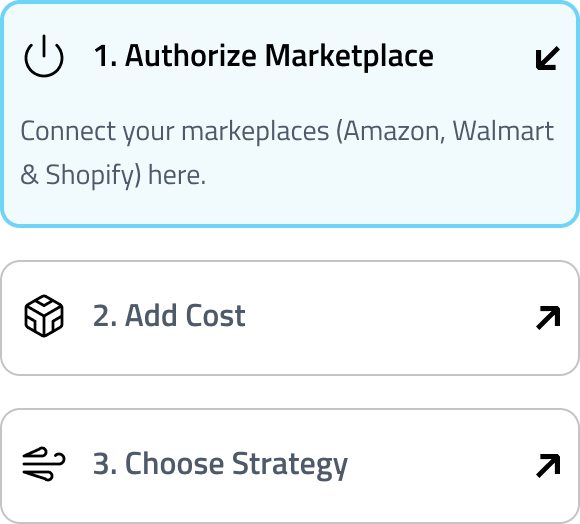 1. Authorize Marketplace
Connect your markeplaces (Amazon, Walmart
& Shopify) here.
2. Add Cost
3. Choose Strategy